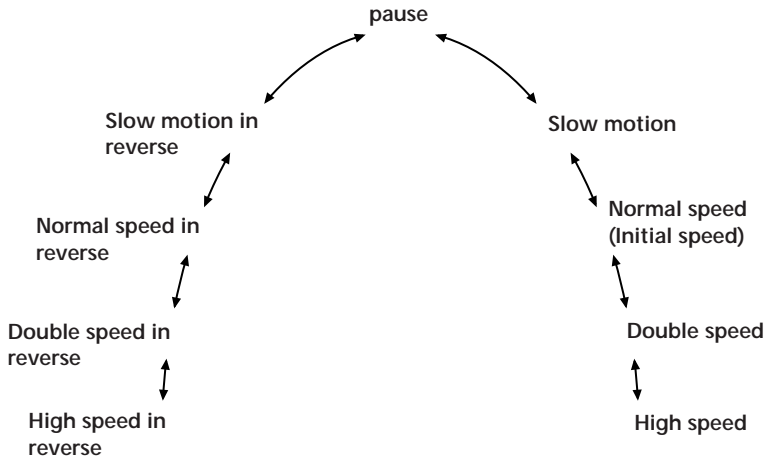 pause
Slow motion in
reverse
Slow motion
Normal speed in
reverse
Normal speed
(Initial speed)
Double speed in
reverse
Double speed
High speed in
reverse
High speed